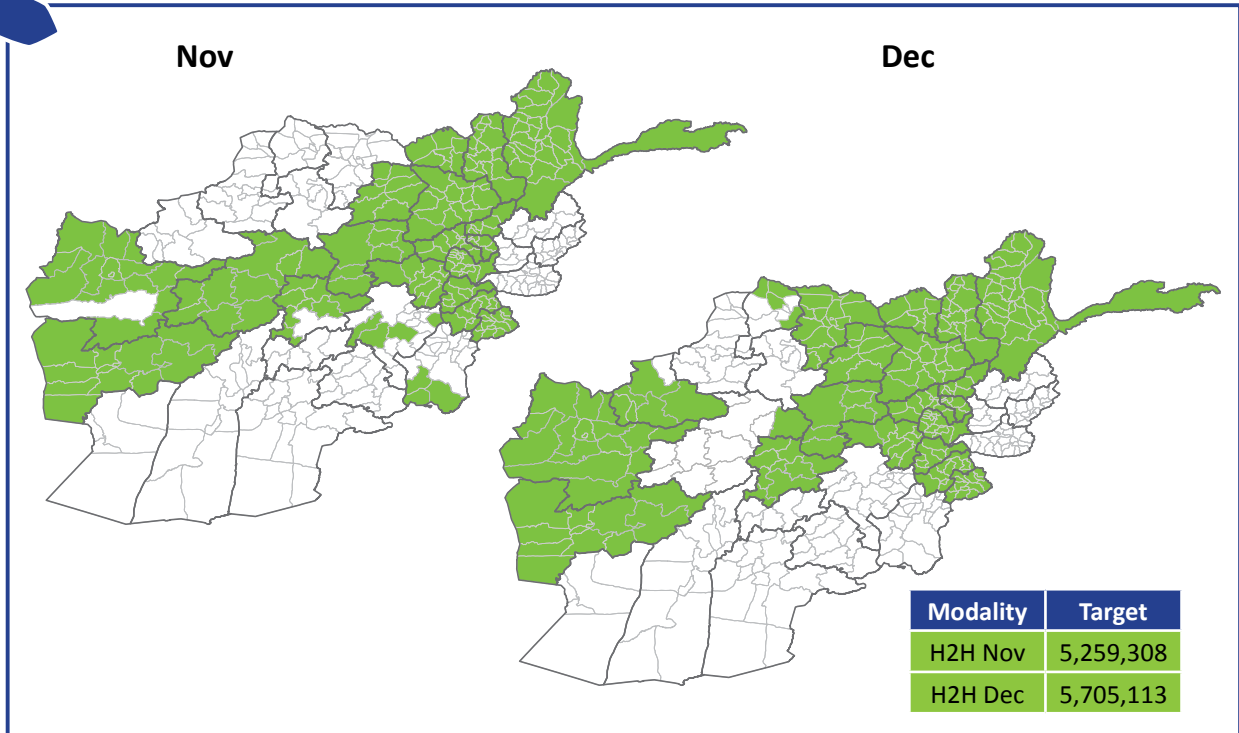 Nov
Dec
Modality Target
H2H Nov 5,259,308
H2H Dec 5,705,113